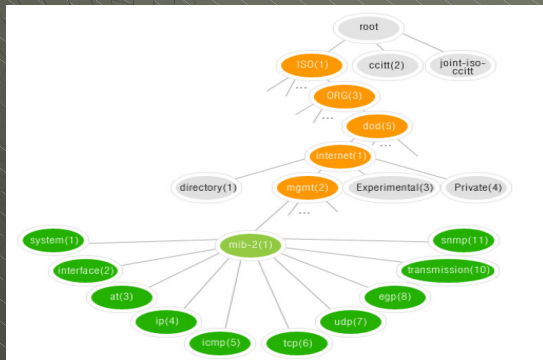 root
ISO(1)
ccitt(2)
joint-iso-
ccitt
...
ORG(3)
...
dod(5)
...
internet(1)
directory(1)
mgmt(2)
Experimental(3)
Private(4)
...
system(1)
mib-2(1)
snmp(11)
interface(2)
transmission(10)
at(3)
egp(8)
ip(4)
udp(7)
icmp(5)
tcp(6)